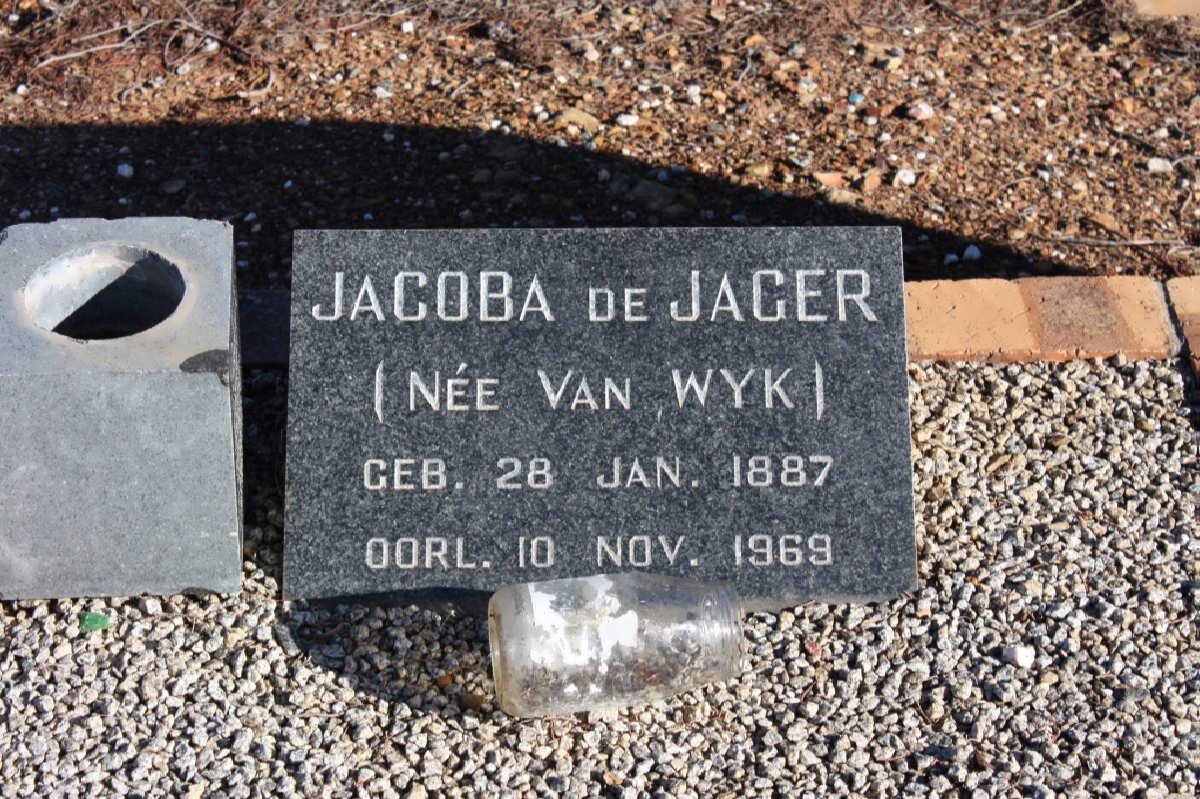 JACOBA DE JAGER
(NÉE VAN WYK)
GEB. 28 JAN. 1887
OORL. 10 NOV. 1969